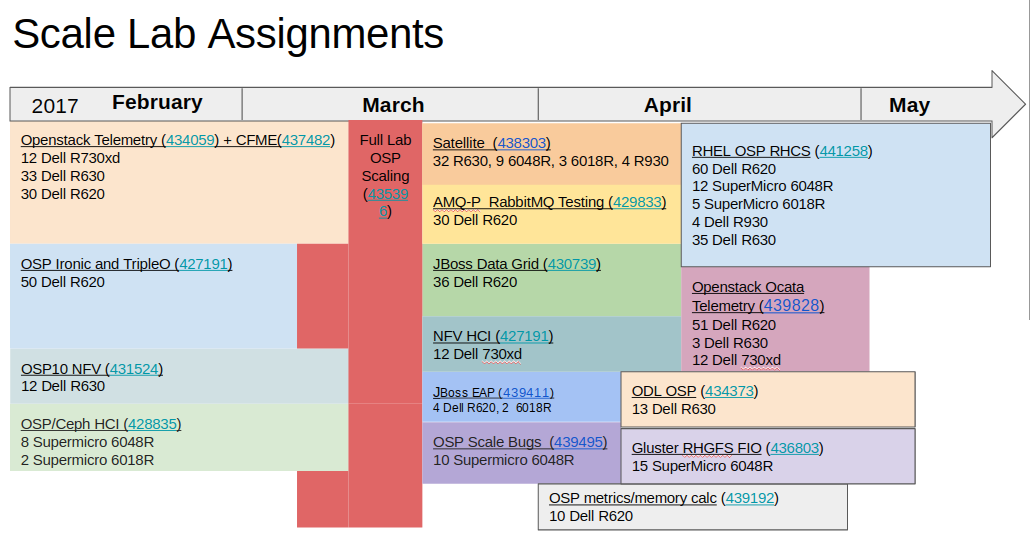 Scale Lab Assignments
2017 February March April May
Openstack Telemetry (434059) + CFME(437482)
12 Dell R730xd
33 Dell R630
30 Dell R620
OSP Ironic and TripleO (427191)
50 Dell R620
OSP10 NFV (431524)
12 Dell R630
OSP/Ceph HCI (428835)
8 Supermicro 6048R
2 Supermicro 6018R
Full Lab
OSP
Scaling
(43539
6)
Satellite (438303)
32 R630, 9 6048R, 3 6018R, 4 R930
AMQ-P RabbitMQ Testing (429833)
30 Dell R620
JBoss Data Grid (430739)
36 Dell R620
NFV HCI (427191)
12 Dell 730xd
JBoss EAP (439411)
4 Dell R620, 2 6018R
OSP Scale Bugs (439495)
10 Supermicro 6048R
RHEL OSP RHCS (441258)
60 Dell R620
12 SuperMicro 6048R
5 SuperMicro 6018R
4 Dell R930
35 Dell R630
Openstack Ocata
Telemetry (439828)
51 Dell R620
3 Dell R630
12 Dell 730xd
ODL OSP (434373)
13 Dell R630
Gluster RHGFS FIO (436803)
15 SuperMicro 6048R
OSP metrics/memory calc (439192)
10 Dell R620